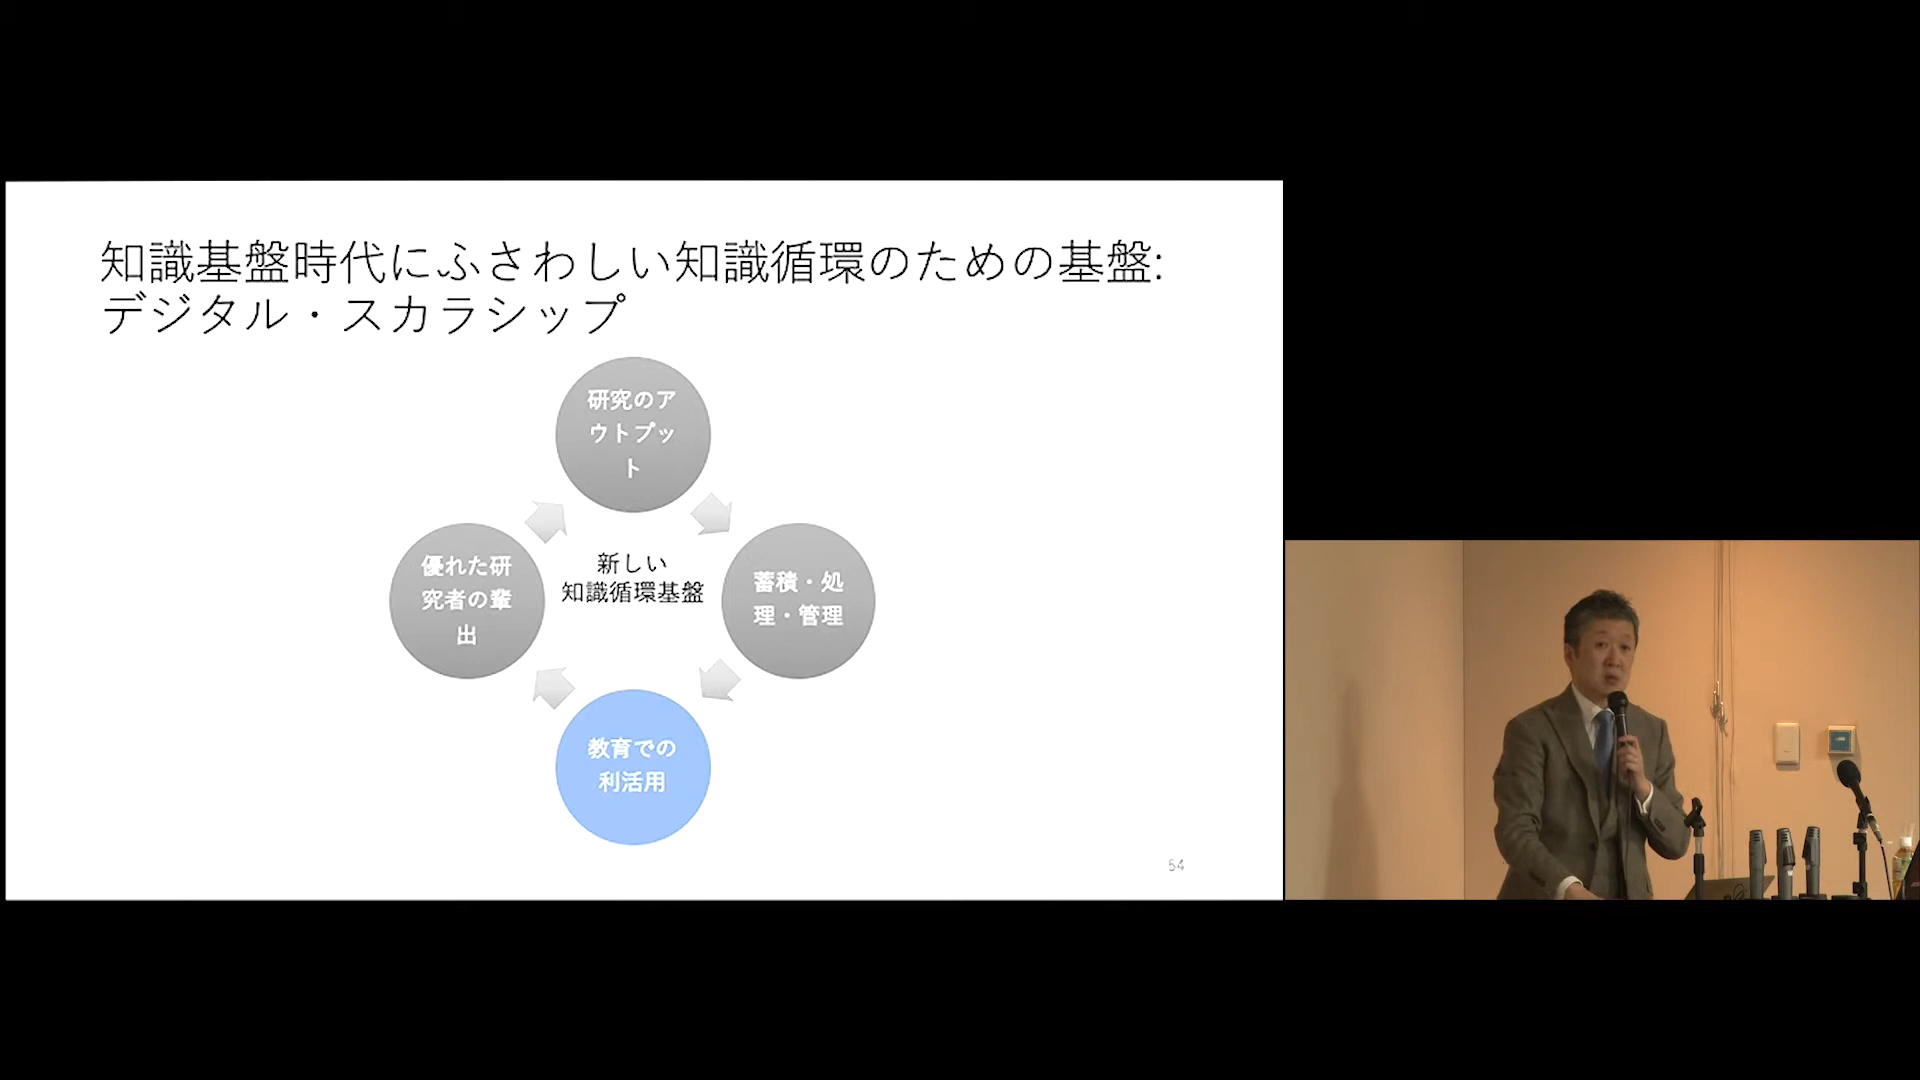 知識基盤時代にふさわしい知識循環のための基盤:
デジタル・スカラシップ
研究のア
ウトプッ
ト
優れた研
究者の輩
出
新しい
知識循環基盤
蓄積・処
理・管理
教育での
利活用
54